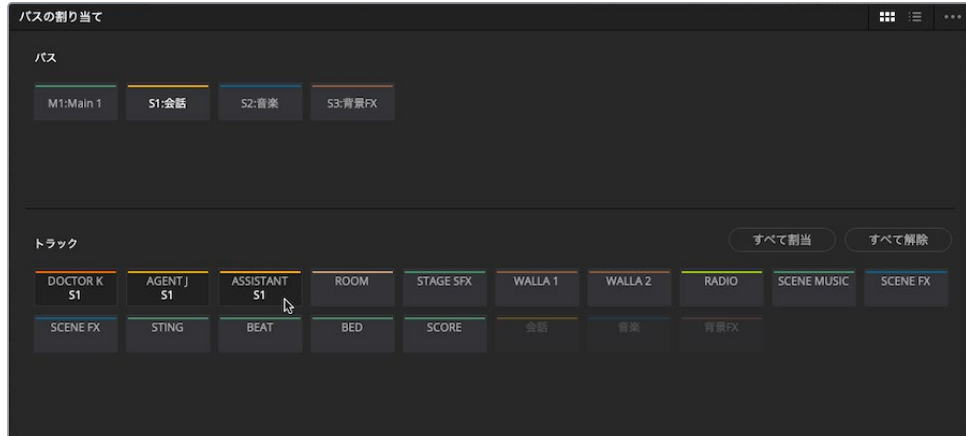 バスの割り当て
バス
M1:Main 1 S1:会話 S2:音楽 S3:背景FX
トラック すべて割当 すべて解除
DOCTOR K AGENT J ASSISTANT ROOM STAGE SFX WALLA 1 WALLA 2 RADIO SCENE MUSIC SCENE FX
S1 S1 S1
SCENE FX STING BEAT BED SCORE 会話 音楽 背景FX